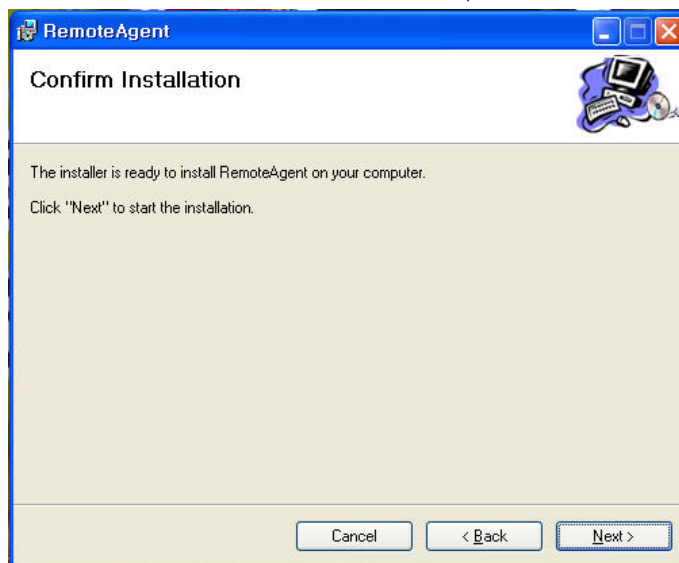 RemoteAgent
Confirm Installation
The installer is ready to install RemoteAgent on your computer.
Click "Next" to start the installation.
Cancel < Back Next >